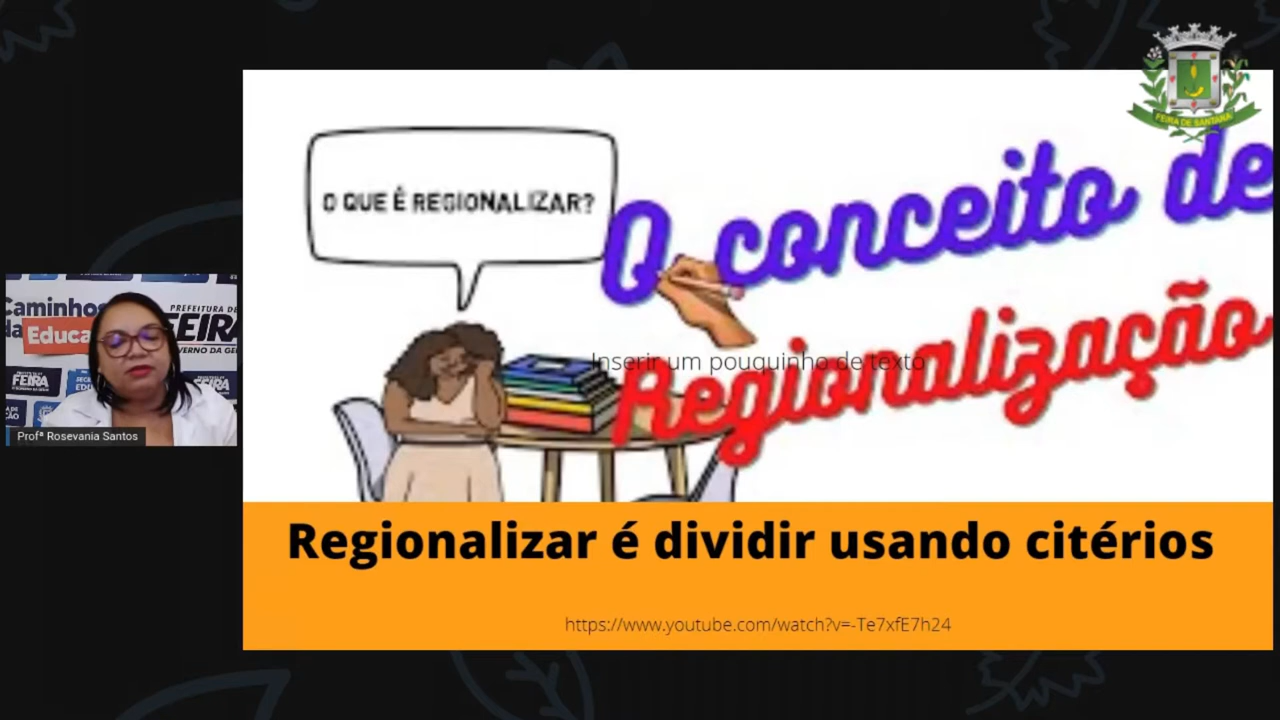 FEIRA DE SANTANA
O QUE É REGIONALIZAR?
O conceito de
Regionalização
Inserir um pouquinho de texto
Caminhos
da Educa
PREFEITURA DE
FEIRA
FEIRA
Profª Rosevania Santos
Regionalizar é dividir usando citérios
https://www.youtube.com/watch?v=-Te7xfE7h24